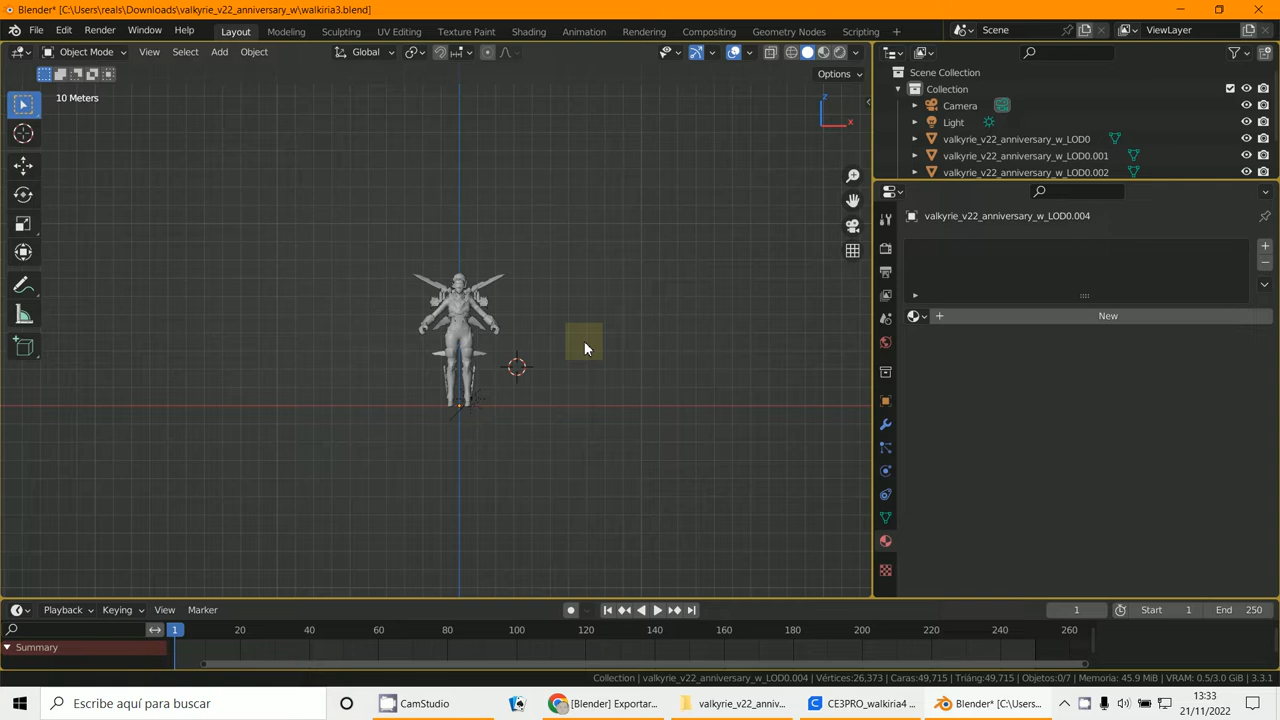 Blender* [C:\Users\reals\Downloads\valkyrie_v22_anniversary_w\walkiria3.blend]
File Edit Render Window Help Layout Modeling Sculpting UV Editing Texture Paint Shading Animation Rendering Compositing Geometry Nodes Scripting + Scene ViewLayer
Object Mode View Select Add Object Global
Options
10 Meters
z
x
Scene Collection
Collection
Camera
Light
valkyrie_v22_anniversary_w_LOD0
valkyrie_v22_anniversary_w_LOD0.001
valkyrie_v22_anniversary_w_LOD0.002
valkyrie_v22_anniversary_w_LOD0.004
New
Playback Keying View Marker 1 Start 1 End 250
1 20 40 60 80 100 120 140 160 180 200 220 240 260
Summary
Collection | valkyrie_v22_anniversary_w_LOD0.004 | Vértices:26,373 | Caras:49,715 | Triáng:49,715 | Objetos:0/7 | Memoria: 45.9 MiB | VRAM: 0.5/3.0 GiB | 3.3.1
Escribe aquí para buscar CamStudio [Blender] Exportar... valkyrie_v22_anniv... CE3PRO_walkiria4 ... Blender* [C:\Users... 13:33
21/11/2022